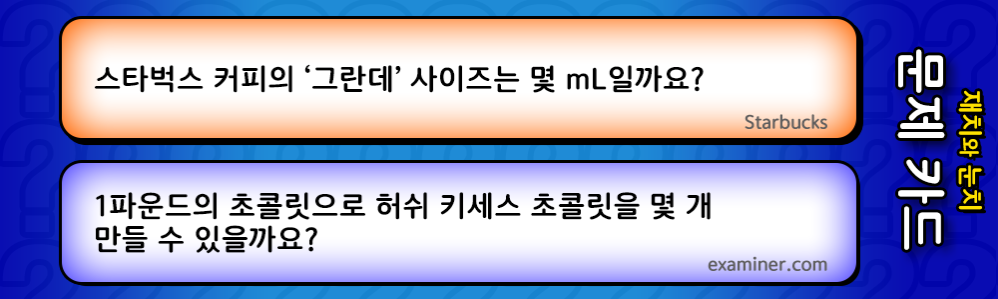 스타벅스 커피의 ‘그란데’ 사이즈는 몇 mL일까요?
Starbucks
1파운드의 초콜릿으로 허쉬 키세스 초콜릿을 몇 개
만들 수 있을까요?
examiner.com
재치와 눈치
문제 카드